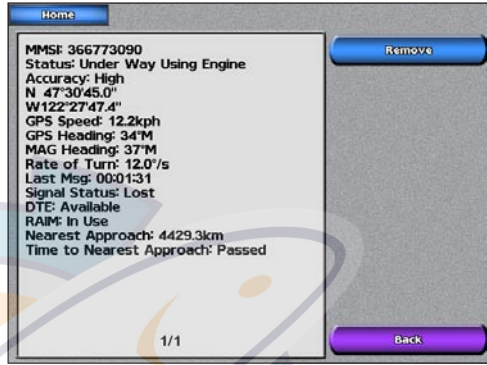 Home
MMSI: 366773090
Status: Under Way Using Engine
Accuracy: High
N 47°30'45.0"
W122°27'47.4"
GPS Speed: 12.2kph
GPS Heading: 34°M
MAG Heading: 37°M
Rate of Turn: 12.0°/s
Last Msg: 00:01:31
Signal Status: Lost
DTE: Available
RAIM: In Use
Nearest Approach: 4429.3km
Time to Nearest Approach: Passed
1/1
Remove
Back